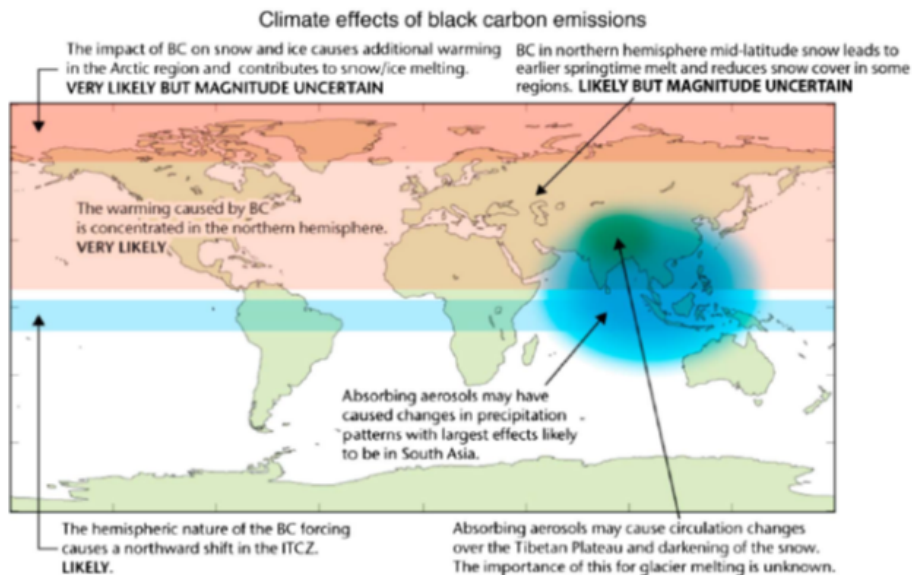 Climate effects of black carbon emissions
The impact of BC on snow and ice causes additional warming
in the Arctic region and contributes to snow/ice melting.
VERY LIKELY BUT MAGNITUDE UNCERTAIN
BC in northern hemisphere mid-latitude snow leads to
earlier springtime melt and reduces snow cover in some
regions. LIKELY BUT MAGNITUDE UNCERTAIN
The warming caused by BC
is concentrated in the northern hemisphere.
VERY LIKELY.
Absorbing aerosols may have
caused changes in precipitation
patterns with largest effects likely
to be in South Asia.
The hemispheric nature of the BC forcing
causes a northward shift in the ITCZ.
LIKELY.
Absorbing aerosols may cause circulation changes
over the Tibetan Plateau and darkening of the snow.
The importance of this for glacier melting is unknown.